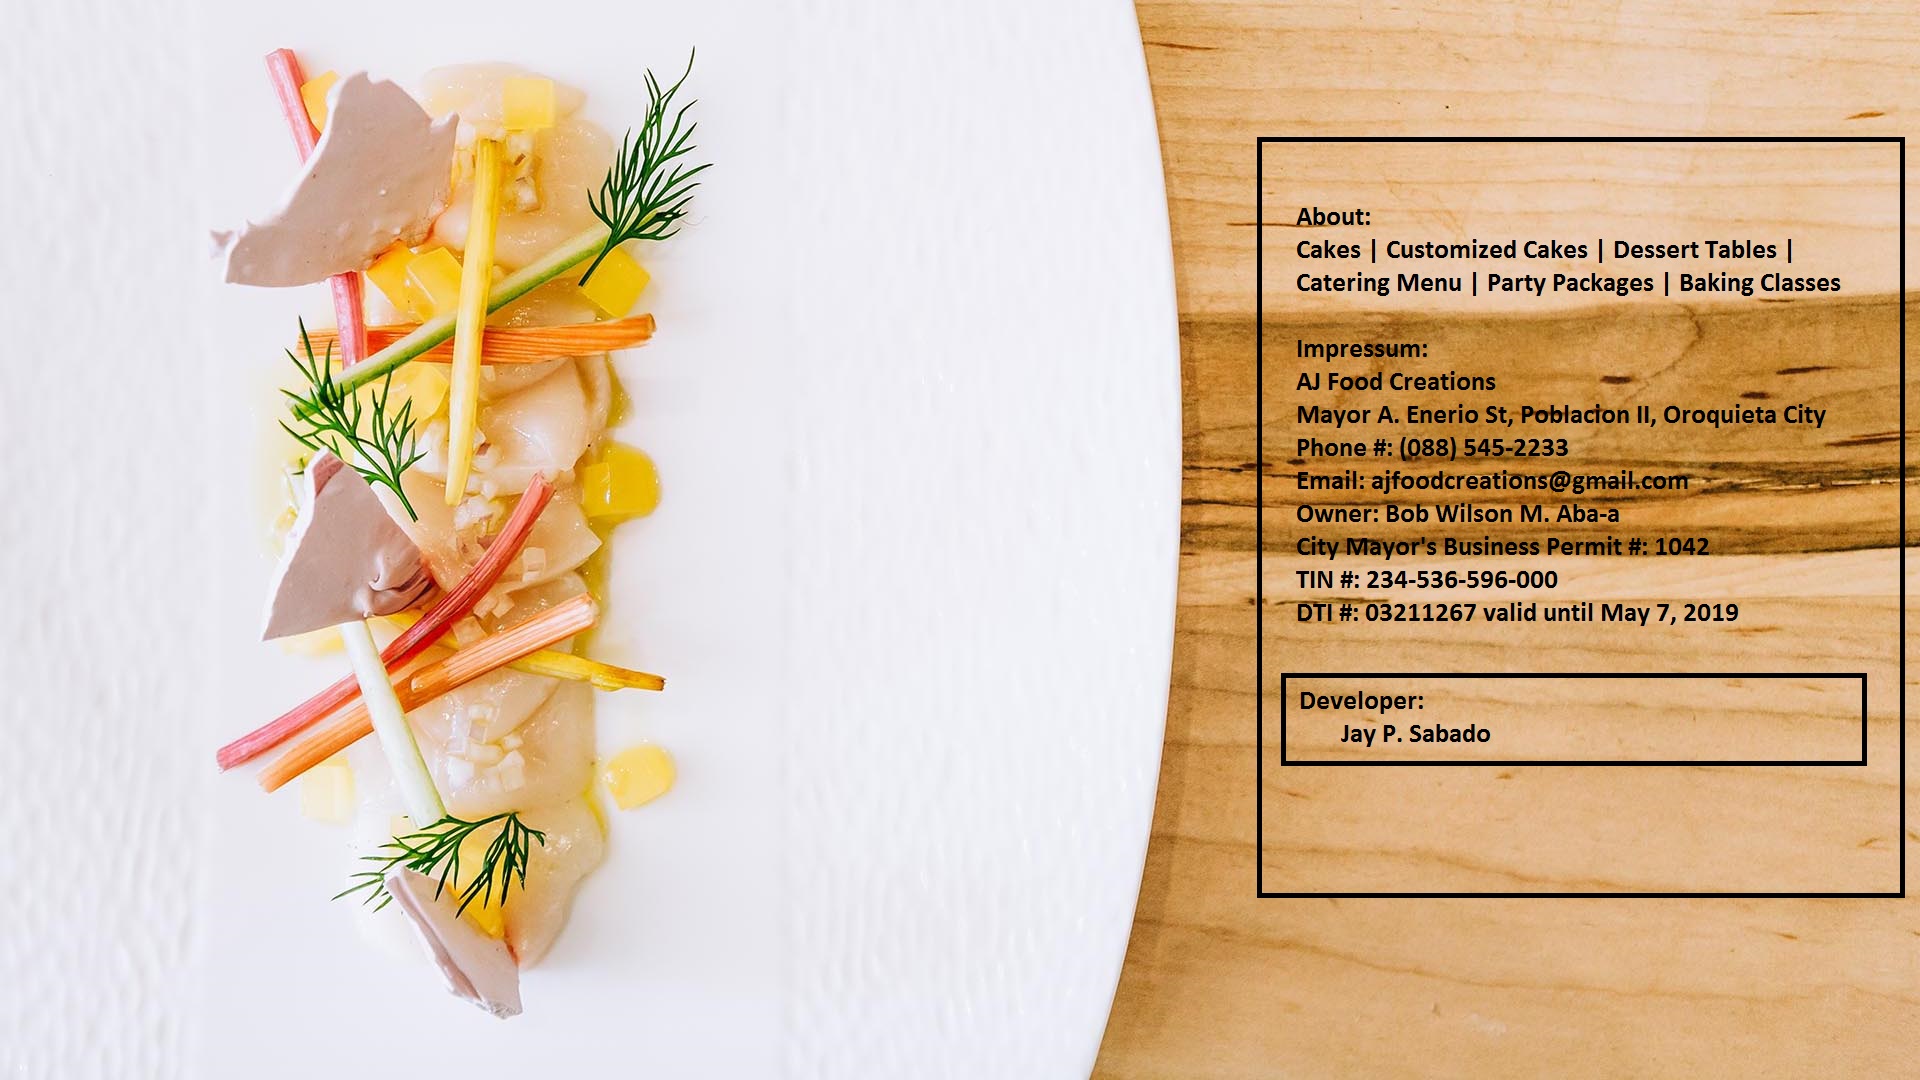 About:
Cakes | Customized Cakes | Dessert Tables |
Catering Menu | Party Packages | Baking Classes
Impressum:
AJ Food Creations
Mayor A. Enerio St, Poblacion II, Oroquieta City
Phone #: (088) 545-2233
Email: ajfoodcreations@gmail.com
Owner: Bob Wilson M. Aba-a
City Mayor's Business Permit #: 1042
TIN #: 234-536-596-000
DTI #: 03211267 valid until May 7, 2019
Developer:
Jay P. Sabado